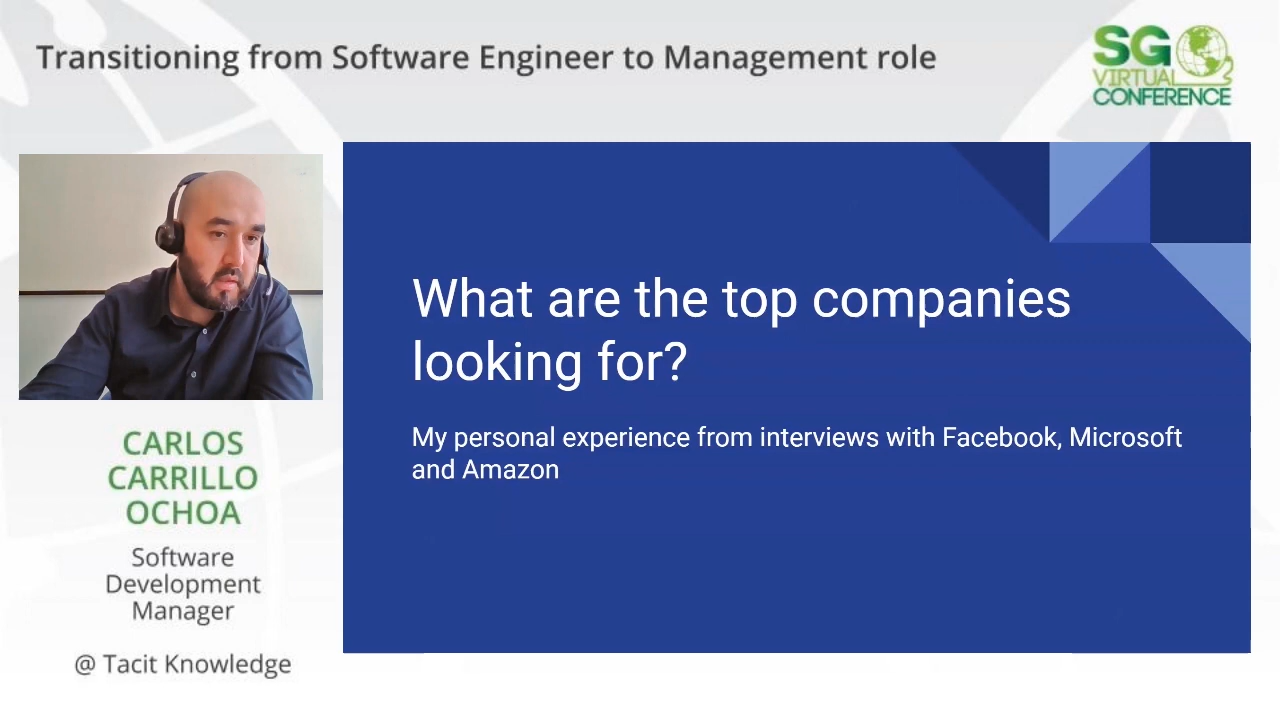 Transitioning from Software Engineer to Management role
SG
VIRTUAL
CONFERENCE
What are the top companies
looking for?
My personal experience from interviews with Facebook, Microsoft
and Amazon
CARLOS
CARRILLO
OCHOA
Software
Development
Manager
@ Tacit Knowledge